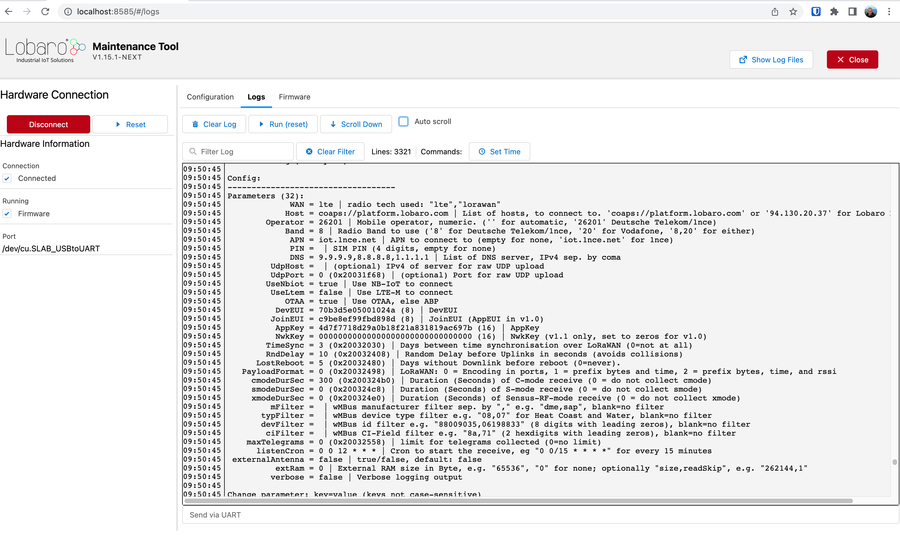 localhost:8585/#/logs
Lobaro
Industrial IoT Solutions
Maintenance Tool
V1.15.1-NEXT
Show Log Files
Close
Hardware Connection
Disconnect
Reset
Hardware Information
Connection
Connected
Running
Firmware
Port
/dev/cu.SLAB_USBtoUART
Configuration Logs Firmware
Clear Log Run (reset) Scroll Down Auto scroll
Filter Log Clear Filter Lines: 3321 Commands: Set Time
09:50:45
09:50:45 Config:
09:50:45 -----------------------------------
09:50:45 Parameters (32):
09:50:45 WAN = lte | radio tech used: "lte","lorawan"
09:50:45 Host = coaps://platform.lobaro.com | List of hosts, to connect to. 'coaps://platform.lobaro.com' or '94.130.20.37' for Lobaro
09:50:45 Operator = 26201 | Mobile operator, numeric. ('' for automatic, '26201' Deutsche Telekom/1nce)
09:50:45 Band = 8 | Radio Band to use ('8' for Deutsche Telekom/1nce, '20' for Vodafone, '8,20' for either)
09:50:45 APN = iot.1nce.net | APN to connect to (empty for none, 'iot.1nce.net' for 1nce)
09:50:45 PIN = | SIM PIN (4 digits, empty for none)
09:50:45 DNS = 9.9.9.9,8.8.8.8,1.1.1.1 | List of DNS server, IPv4 sep. by coma
09:50:45 UdpHost = | (optional) IPv4 of server for raw UDP upload
09:50:45 UdpPort = 0 (0x20031f68) | (optional) Port for raw UDP upload
09:50:45 UseNbiot = true | Use NB-IoT to connect
09:50:45 UseLtem = false | Use LTE-M to connect
09:50:45 OTAA = true | Use OTAA, else ABP
09:50:45 DevEUI = 70b3d5e05001024a (8) | DevEUI
09:50:45 JoinEUI = c9be8ef99fbd898d (8) | JoinEUI (AppEUI in v1.0)
09:50:45 AppKey = 4d7f7718d29a0b18f21a831819ac697b (16) | AppKey
09:50:45 NwkKey = 00000000000000000000000000000000 (16) | NwkKey (v1.1 only, set to zeros for v1.0)
09:50:45 TimeSync = 3 (0x20032030) | Days between time synchronisation over LoRaWAN (0=not at all)
09:50:45 RndDelay = 10 (0x20032408) | Random Delay before Uplinks in seconds (avoids collisions)
09:50:45 LostReboot = 5 (0x20032480) | Days without Downlink before reboot (0=never).
09:50:45 PayloadFormat = 0 (0x20032498) | LoRaWAN: 0 = Encoding in ports, 1 = prefix bytes and time, 2 = prefix bytes, time, and rssi
09:50:45 cmodeDurSec = 300 (0x200324b0) | Duration (Seconds) of C-mode receive (0 = do not collect cmode)
09:50:45 smodeDurSec = 0 (0x200324c8) | Duration (Seconds) of S-mode receive (0 = do not collect smode)
09:50:45 xmodeDurSec = 0 (0x200324e0) | Duration (Seconds) of Sensus-RF-mode receive (0 = do not collect xmode)
09:50:45 mFilter = | wMBus manufacturer filter sep. by "," e.g. "dme,sap", blank=no filter
09:50:45 typFilter = | wMBus device type filter e.g. "08,07" for Heat Coast and Water, blank=no filter
09:50:45 devFilter = | wMBus id filter e.g. "88009035,06198833" (8 digits with leading zeros), blank=no filter
09:50:45 ciFilter = | wMBus CI-Field filter e.g. "8a,71" (2 hexdigits with leading zeros), blank=no filter
09:50:45 maxTelegrams = 0 (0x20032558) | limit for telegrams collected (0=no limit)
09:50:45 listenCron = 0 0 12 * * * | Cron to start the receive, eg "0 0/15 * * * *" for every 15 minutes
09:50:45 externalAntenna = false | true/false, default: false
09:50:45 extRam = 0 | External RAM size in Byte, e.g. "65536", "0" for none; optionally "size,readSkip", e.g. "262144,1"
09:50:45 verbose = false | Verbose logging output
09:50:45
09:50:45 Change parameter: key=value (keys not case-sensitive)
Send via UART